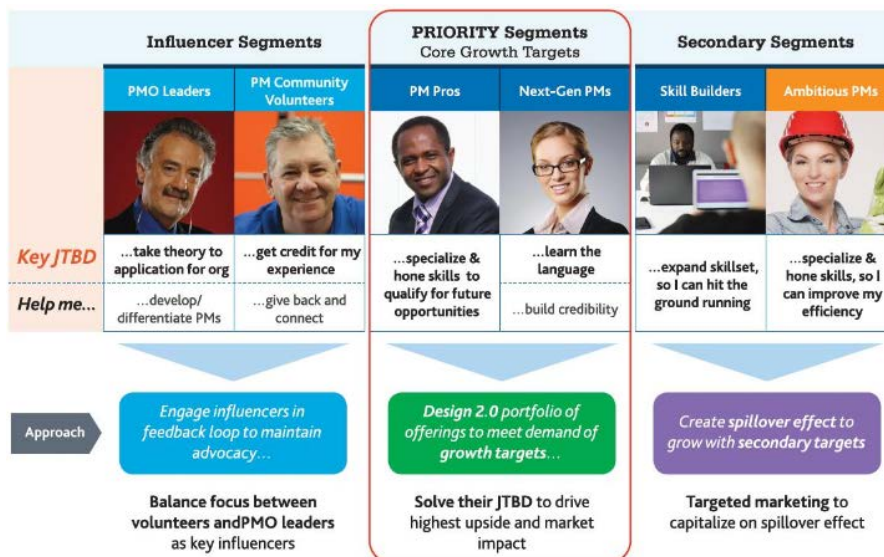 Influencer Segments
PRIORITY Segments
Core Growth Targets
Secondary Segments
PMO Leaders
PM Community
Volunteers
PM Pros
Next-Gen PMs
Skill Builders
Ambitious PMs
Key JTBD
Help me...
...take theory to
application for org
...develop/
differentiate PMs
...get credit for my
experience
...give back and
connect
...specialize &
hone skills to
qualify for future
opportunities
...learn the
language
...build credibility
...expand skillset,
so I can hit the
ground running
...specialize &
hone skills, so I
can improve my
efficiency
Approach
Engage influencers in
feedback loop to maintain
advocacy...
Design 2.0 portfolio of
offerings to meet demand of
growth targets...
Create spillover effect to
grow with secondary targets
Balance focus between
volunteers andPMO leaders
as key influencers
Solve their JTBD to drive
highest upside and market
impact
Targeted marketing to
capitalize on spillover effect